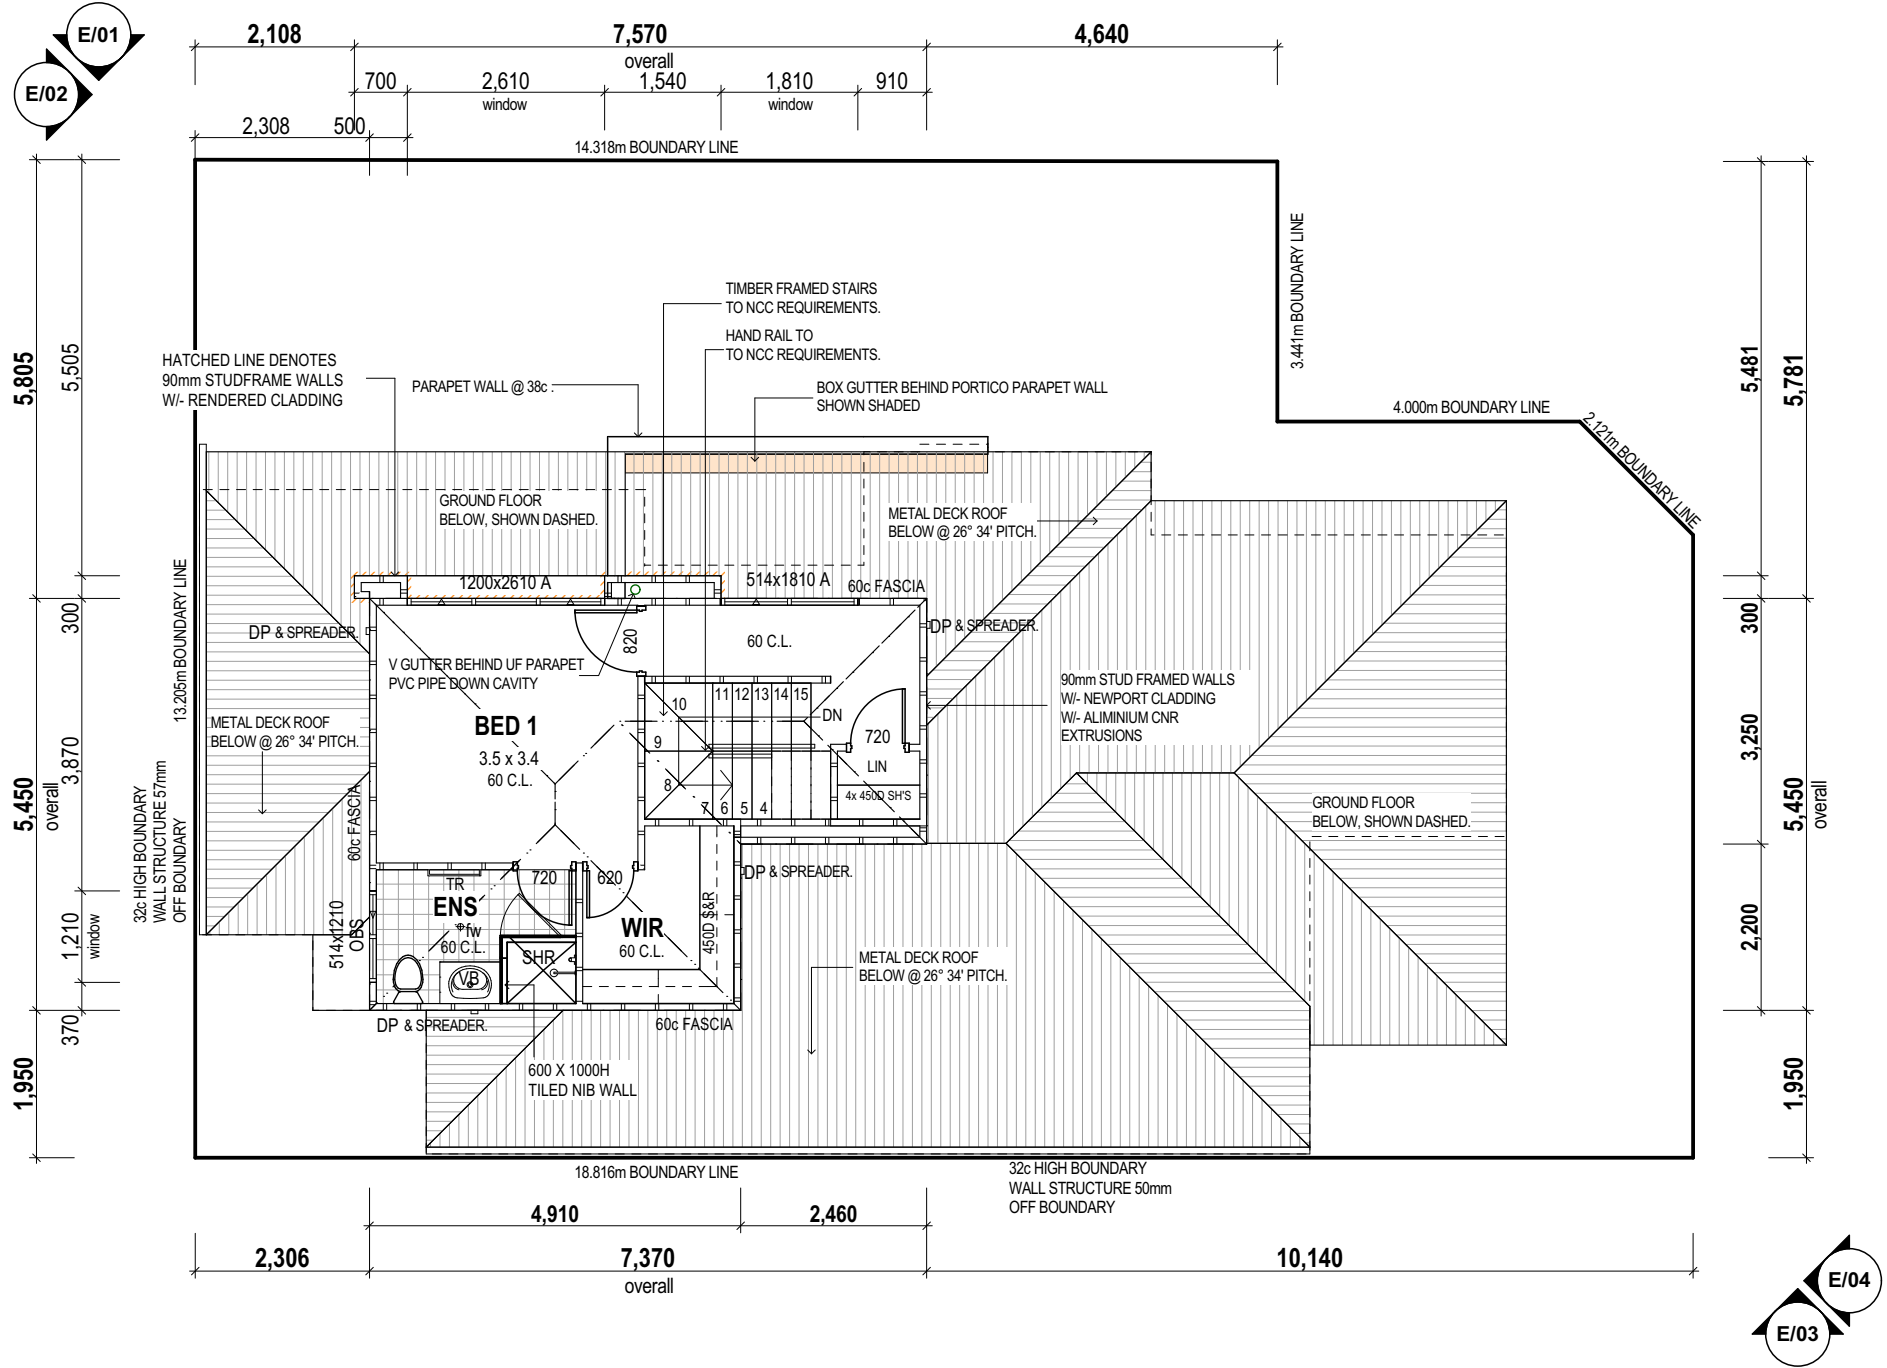 E/01
E/02
2,108
7,570
overall
4,640
700
2,610
window
1,540
1,810
window
910
2,308
500
14.318m BOUNDARY LINE
3.441m BOUNDARY LINE
4.000m BOUNDARY LINE
2.121m BOUNDARY LINE
5,805
5,505
5,481
5,781
TIMBER FRAMED STAIRS
TO NCC REQUIREMENTS.
HAND RAIL TO
TO NCC REQUIREMENTS.
HATCHED LINE DENOTES
90mm STUDFRAME WALLS
W/- RENDERED CLADDING
PARAPET WALL @ 38c .
BOX GUTTER BEHIND PORTICO PARAPET WALL
SHOWN SHADED
GROUND FLOOR
BELOW, SHOWN DASHED.
METAL DECK ROOF
BELOW @ 26° 34' PITCH.
1200x2610 A
514x1810 A
60c FASCIA
DP & SPREADER.
DP & SPREADER.
13.205m BOUNDARY LINE
820
60 C.L.
V GUTTER BEHIND UF PARAPET
PVC PIPE DOWN CAVITY
90mm STUD FRAMED WALLS
W/- NEWPORT CLADDING
W/- ALIMINIUM CNR
EXTRUSIONS
METAL DECK ROOF
BELOW @ 26° 34' PITCH.
BED 1
3.5 x 3.4
60 C.L.
10
11
12
13
14
15
DN
9
8
7
6
5
4
720
LIN
4x 450D SH'S
300
3,870
5,450
overall
1,210
window
370
1,950
300
3,250
5,450
overall
2,200
1,950
32c HIGH BOUNDARY
WALL STRUCTURE 57mm
OFF BOUNDARY
60c FASCIA
GROUND FLOOR
BELOW, SHOWN DASHED.
514x1210
OBS
TR
ENS
fw
60 C.L.
720
620
WIR
60 C.L.
450D S&R
DP & SPREADER.
SHR
VB
METAL DECK ROOF
BELOW @ 26° 34' PITCH.
DP & SPREADER.
60c FASCIA
600 X 1000H
TILED NIB WALL
18.816m BOUNDARY LINE
32c HIGH BOUNDARY
WALL STRUCTURE 50mm
OFF BOUNDARY
4,910
2,460
2,306
7,370
overall
10,140
E/04
E/03